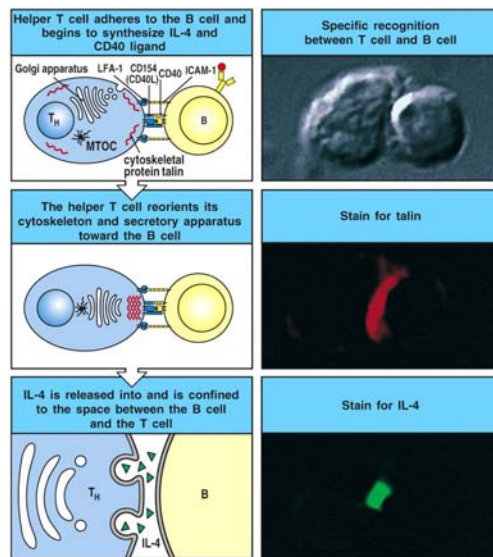 Helper T cell adheres to the B cell and
begins to synthesize IL-4 and
CD40 ligand
Specific recognition
between T cell and B cell
Golgi apparatus
LFA-1
CD154
(CD40L)
CD40
ICAM-1
TH
MTOC
B
cytoskeletal
protein talin
The helper T cell reorients its
cytoskeleton and secretory apparatus
toward the B cell
Stain for talin
IL-4 is released into and is confined
to the space between the B cell
and the T cell
Stain for IL-4
TH
B
IL-4